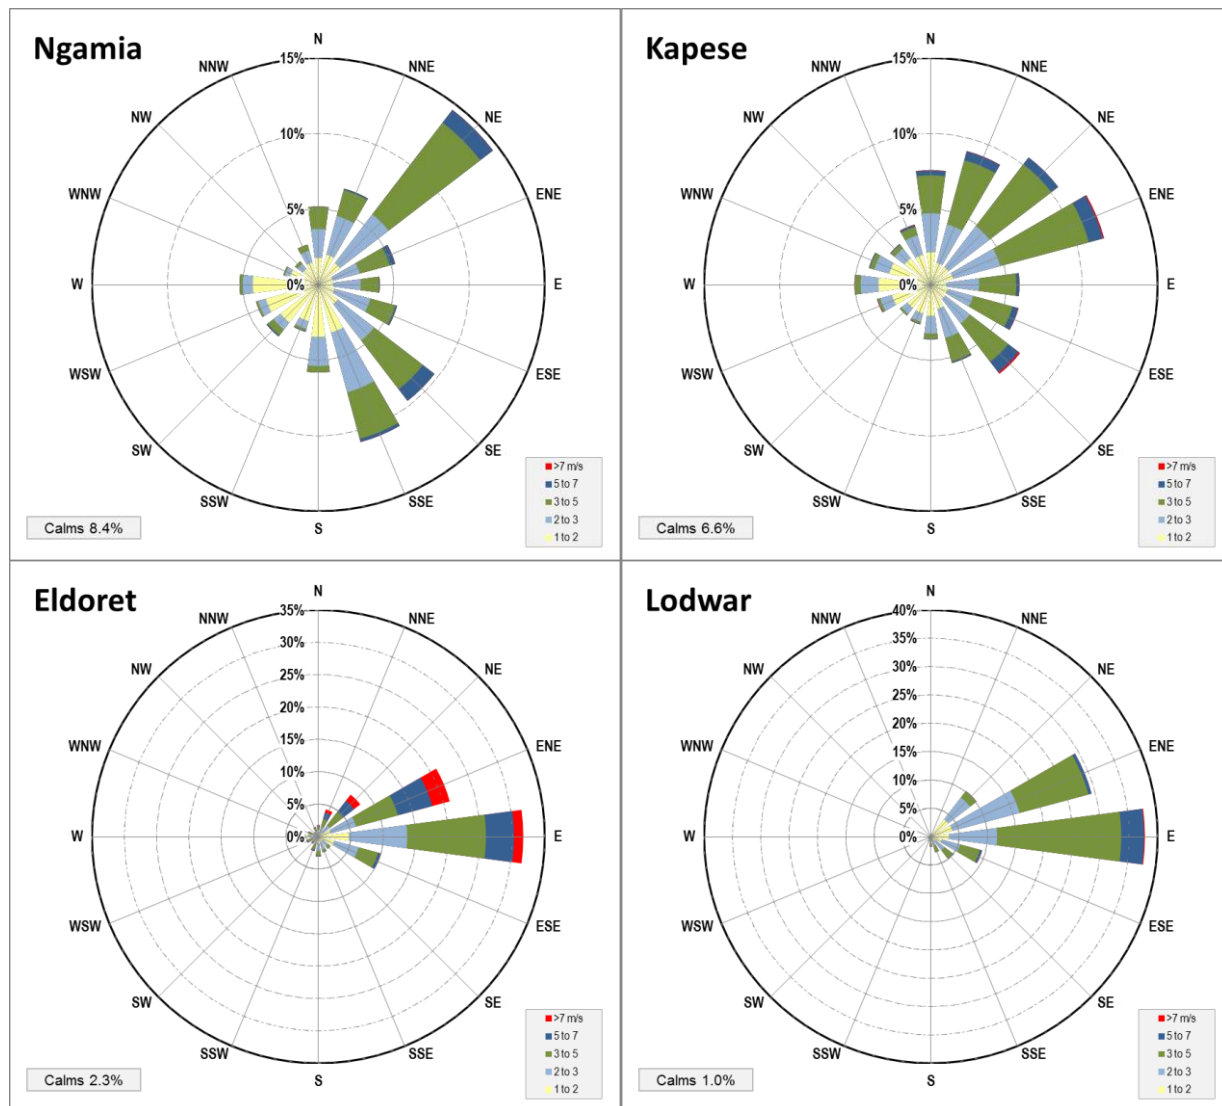 Ngamia
N
NNW
15%
NNE
NW
NE
10%
WNW
ENE
5%
W
0%
E
WSW
ESE
SW
SE
SSW
SSE
S
Calms 8.4%
>7 m/s
5 to 7
3 to 5
2 to 3
1 to 2
Kapese
N
NNW
15%
NNE
NW
NE
10%
WNW
ENE
5%
W
0%
E
WSW
ESE
SW
SE
SSW
SSE
S
Calms 6.6%
>7 m/s
5 to 7
3 to 5
2 to 3
1 to 2
Eldoret
N
35%
NNW
NNE
30%
NW
NE
25%
20%
WNW
ENE
15%
10%
5%
W
0%
E
WSW
ESE
SW
SE
SSW
SSE
S
Calms 2.3%
>7 m/s
5 to 7
3 to 5
2 to 3
1 to 2
Lodwar
N
40%
NNW
NNE
35%
30%
NW
NE
25%
20%
WNW
ENE
15%
10%
5%
W
0%
E
WSW
ESE
SW
SE
SSW
SSE
S
Calms 1.0%
>7 m/s
5 to 7
3 to 5
2 to 3
1 to 2